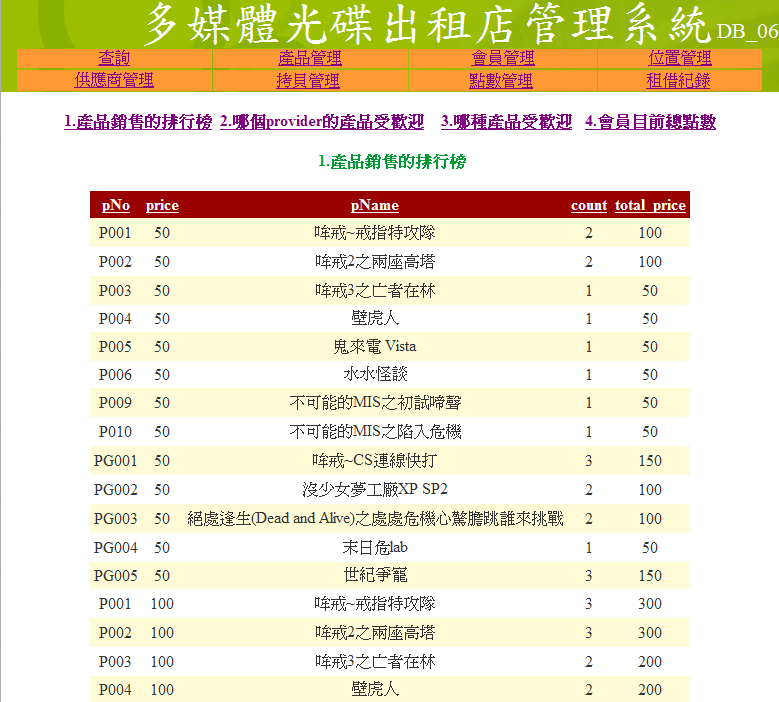 多媒體光碟出租店管理系統 DB_06
查詢 產品管理 會員管理 位置管理
供應商管理 拷貝管理 點數管理 租借紀錄
1.產品銷售的排行榜 2.哪個provider的產品受歡迎 3.哪種產品受歡迎 4.會員目前總點數
1.產品銷售的排行榜
pNo price pName count total_price
P001 50 哞戒~戒指特攻隊 2 100
P002 50 哞戒2之兩座高塔 2 100
P003 50 哞戒3之亡者在林 1 50
P004 50 壁虎人 1 50
P005 50 鬼來電 Vista 1 50
P006 50 水水怪談 1 50
P009 50 不可能的MIS之初試啼聲 1 50
P010 50 不可能的MIS之陷入危機 1 50
PG001 50 哞戒~CS連線快打 3 150
PG002 50 沒少女夢工廠XP SP2 2 100
PG003 50 絕處逢生(Dead and Alive)之處處危機心驚膽跳誰來挑戰 2 100
PG004 50 末日危lab 1 50
PG005 50 世紀爭寵 3 150
P001 100 哞戒~戒指特攻隊 3 300
P002 100 哞戒2之兩座高塔 3 300
P003 100 哞戒3之亡者在林 2 200
P004 100 壁虎人 2 200